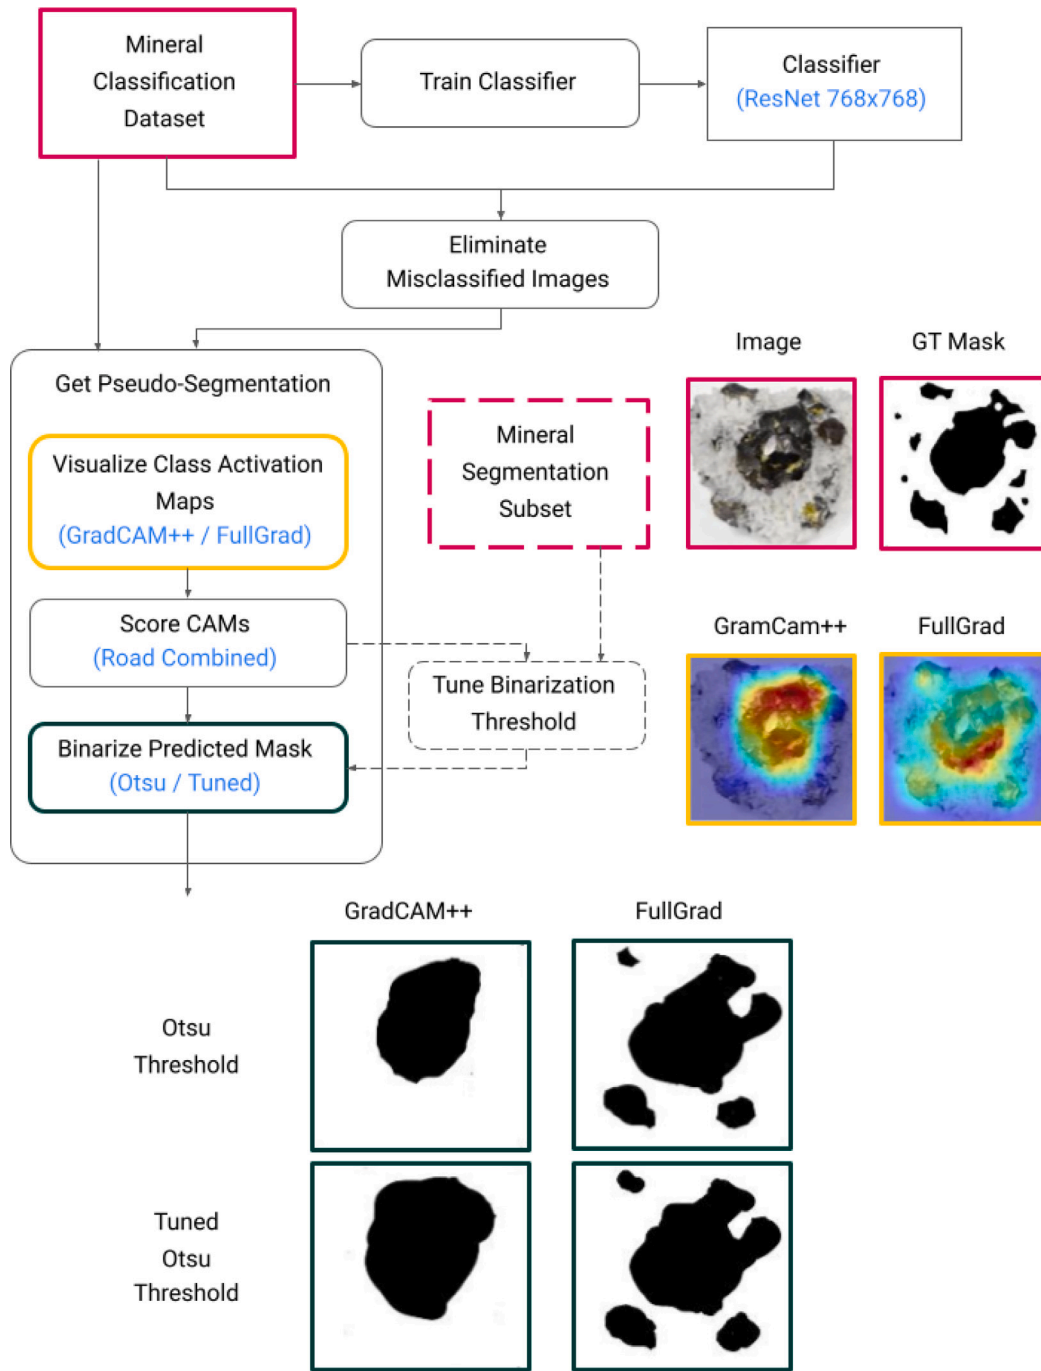 Mineral
Classification
Dataset
Train Classifier
Classifier
(ResNet 768x768)
Eliminate
Misclassified Images
Get Pseudo-Segmentation
Visualize Class Activation
Maps
(GradCAM++ / FullGrad)
Score CAMs
(Road Combined)
Binarize Predicted Mask
(Otsu / Tuned)
Mineral
Segmentation
Subset
Tune Binarization
Threshold
Image
GT Mask
GramCam++
FullGrad
GradCAM++
FullGrad
Otsu
Threshold
Tuned
Otsu
Threshold